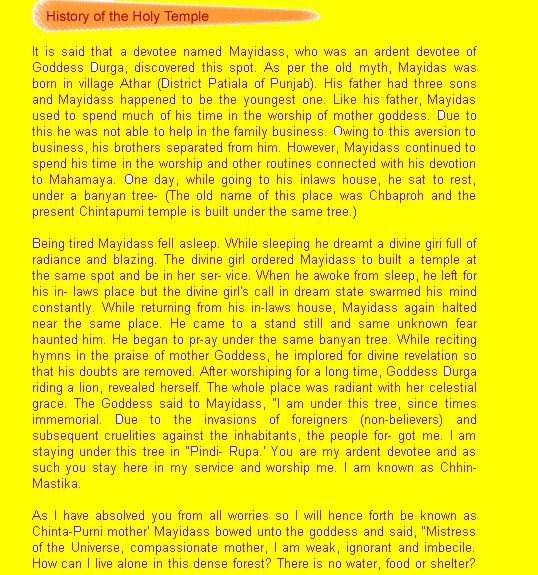 History of the Holy Temple
It is said that a devotee named Mayidass, who was an ardent devotee of
Goddess Durga, discovered this spot. As per the old myth, Mayidas was
born in village Athar (District Patiala of Punjab). His father had three sons
and Mayidass happened to be the youngest one. Like his father, Mayidas
used to spend much of his time in the worship of mother goddess. Due to
this he was not able to help in the family business. Owing to this aversion to
business, his brothers separated from him. However, Mayidass continued to
spend his time in the worship and other routines connected with his devotion
to Mahamaya. One day, while going to his inlaws house, he sat to rest,
under a banyan tree- (The old name of this place was Chbaproh and the
present Chintapumi temple is built under the same tree.)
Being tired Mayidass fell asleep. While sleeping he dreamt a divine giri full of
radiance and blazing. The divine girl ordered Mayidass to built a temple at
the same spot and be in her ser- vice. When he awoke from sleep, he left for
his in- laws place but the divine girl's call in dream state swarmed his mind
constantly. While returning from his in-laws house, Mayidass again halted
near the same place. He came to a stand still and same unknown fear
haunted him. He began to pr-ay under the same banyan tree. While reciting
hymns in the praise of mother Goddess, he implored for divine revelation so
that his doubts are removed. After worshiping for a long time, Goddess Durga
riding a lion, revealed herself. The whole place was radiant with her celestial
grace. The Goddess said to Mayidass, "I am under this tree, since times
immemorial. Due to the invasions of foreigners (non-believers) and
subsequent cruelities against the inhabitants, the people for- got me. I am
staying under this tree in "Pindi- Rupa.' You are my ardent devotee and as
such you stay here in my service and worship me. I am known as Chhin-
Mastika.
As I have absolved you from all worries so I will hence forth be known as
Chinta-Purni mother' Mayidass bowed unto the goddess and said, "Mistress
of the Universe, compassionate mother, I am weak, ignorant and imbecile.
How can I live alone in this dense forest? There is no water, food or shelter?